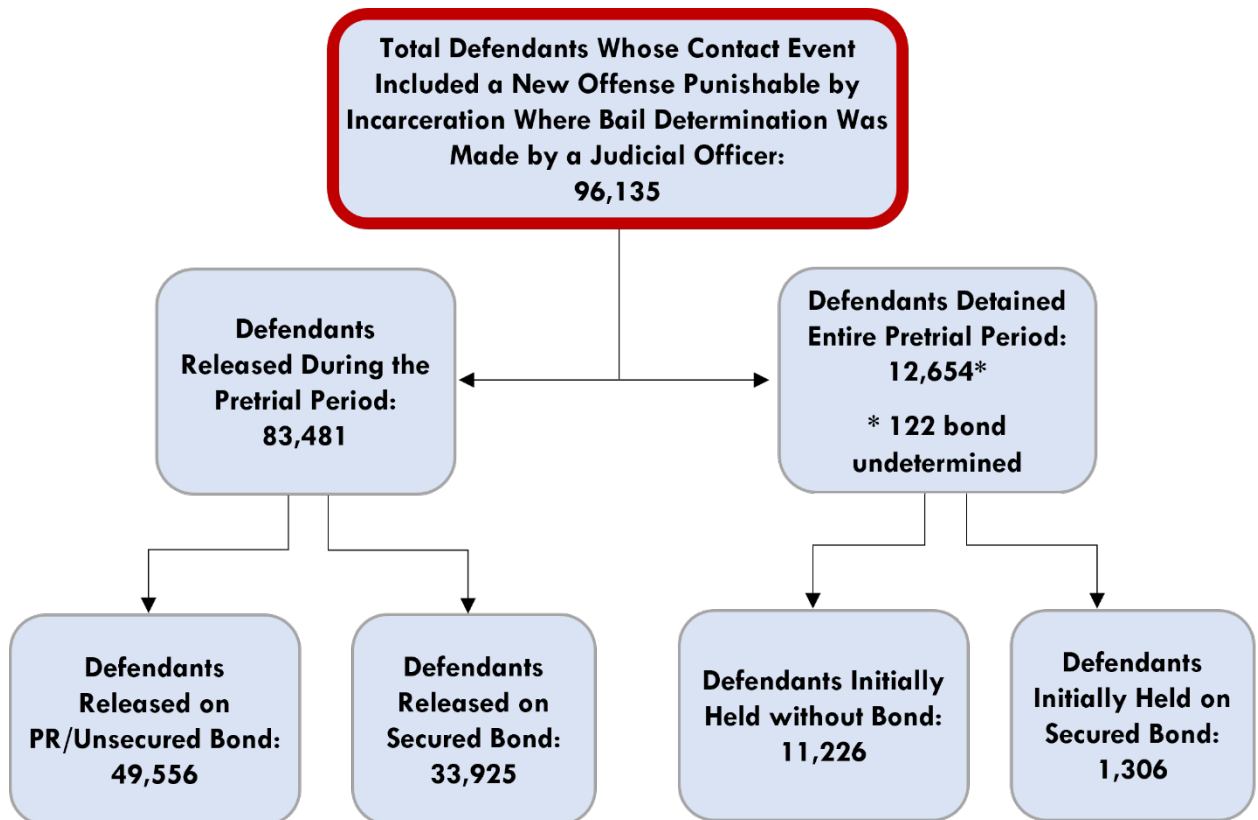 Total Defendants Whose Contact Event
Included a New Offense Punishable by
Incarceration Where Bail Determination Was
Made by a Judicial Officer:
96,135
Defendants
Released During the
Pretrial Period:
83,481
Defendants Detained
Entire Pretrial Period:
12,654*
* 122 bond
undetermined
Defendants
Released on
PR/Unsecured Bond:
49,556
Defendants
Released on
Secured Bond:
33,925
Defendants Initially
Held without Bond:
11,226
Defendants
Initially Held on
Secured Bond:
1,306